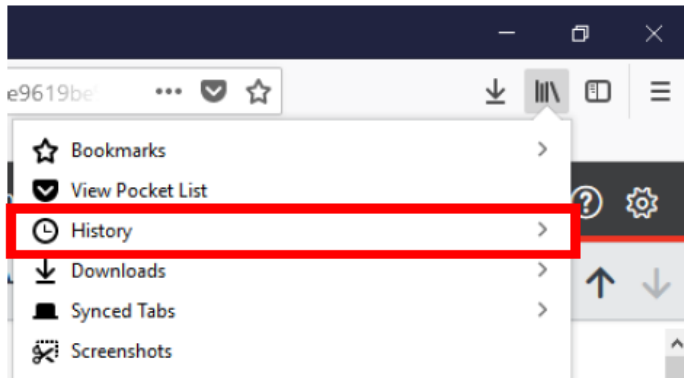 e9619be
Bookmarks
View Pocket List
History
Downloads
Synced Tabs
Screenshots